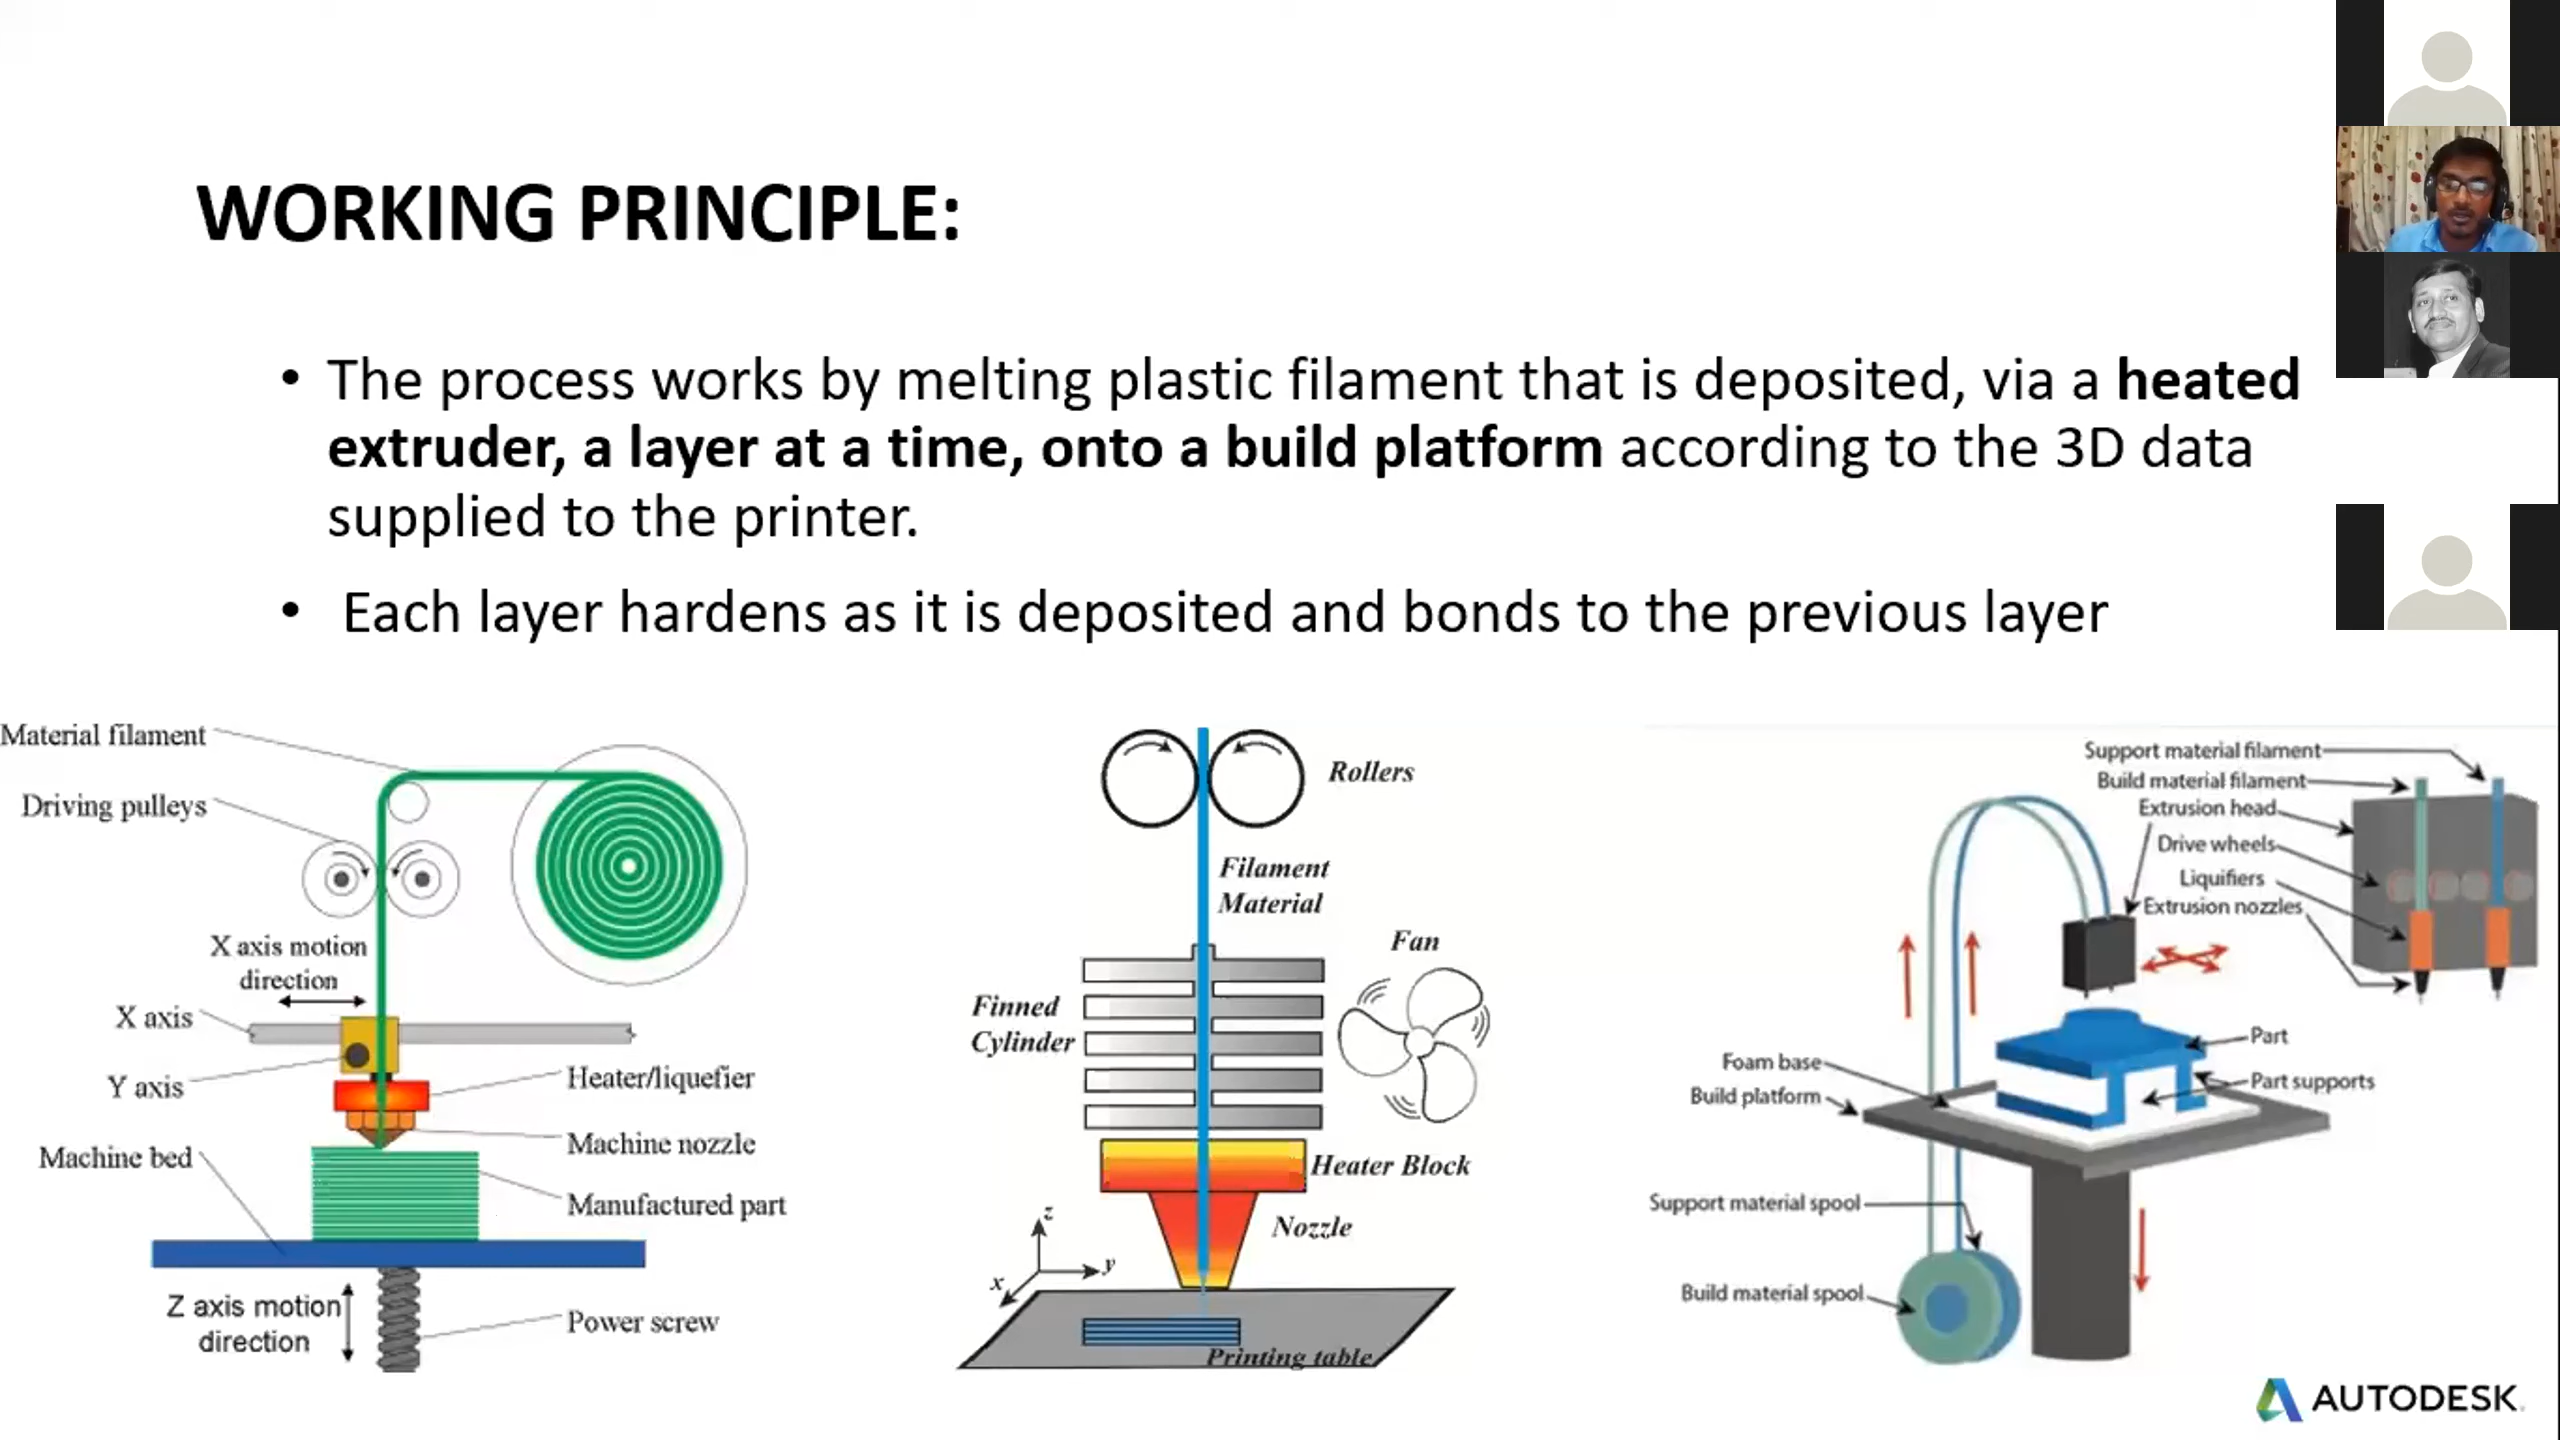 WORKING PRINCIPLE:
• The process works by melting plastic filament that is deposited, via a heated
extruder, a layer at a time, onto a build platform according to the 3D data
supplied to the printer.
• Each layer hardens as it is deposited and bonds to the previous layer
Material filament
Driving pulleys
X axis motion
direction
X axis
Y axis
Heater/liquefier
Machine nozzle
Machine bed
Manufactured part
Z axis motion
direction
Power screw
Rollers
Filament
Material
Fan
Finned
Cylinder
Heater Block
Nozzle
z
y
x
Printing table
Support material filament
Build material filament
Extrusion head
Drive wheels
Liquifiers
Extrusion nozzles
Part
Foam base
Part supports
Build platform
Support material spool
Build material spool
AUTODESK.